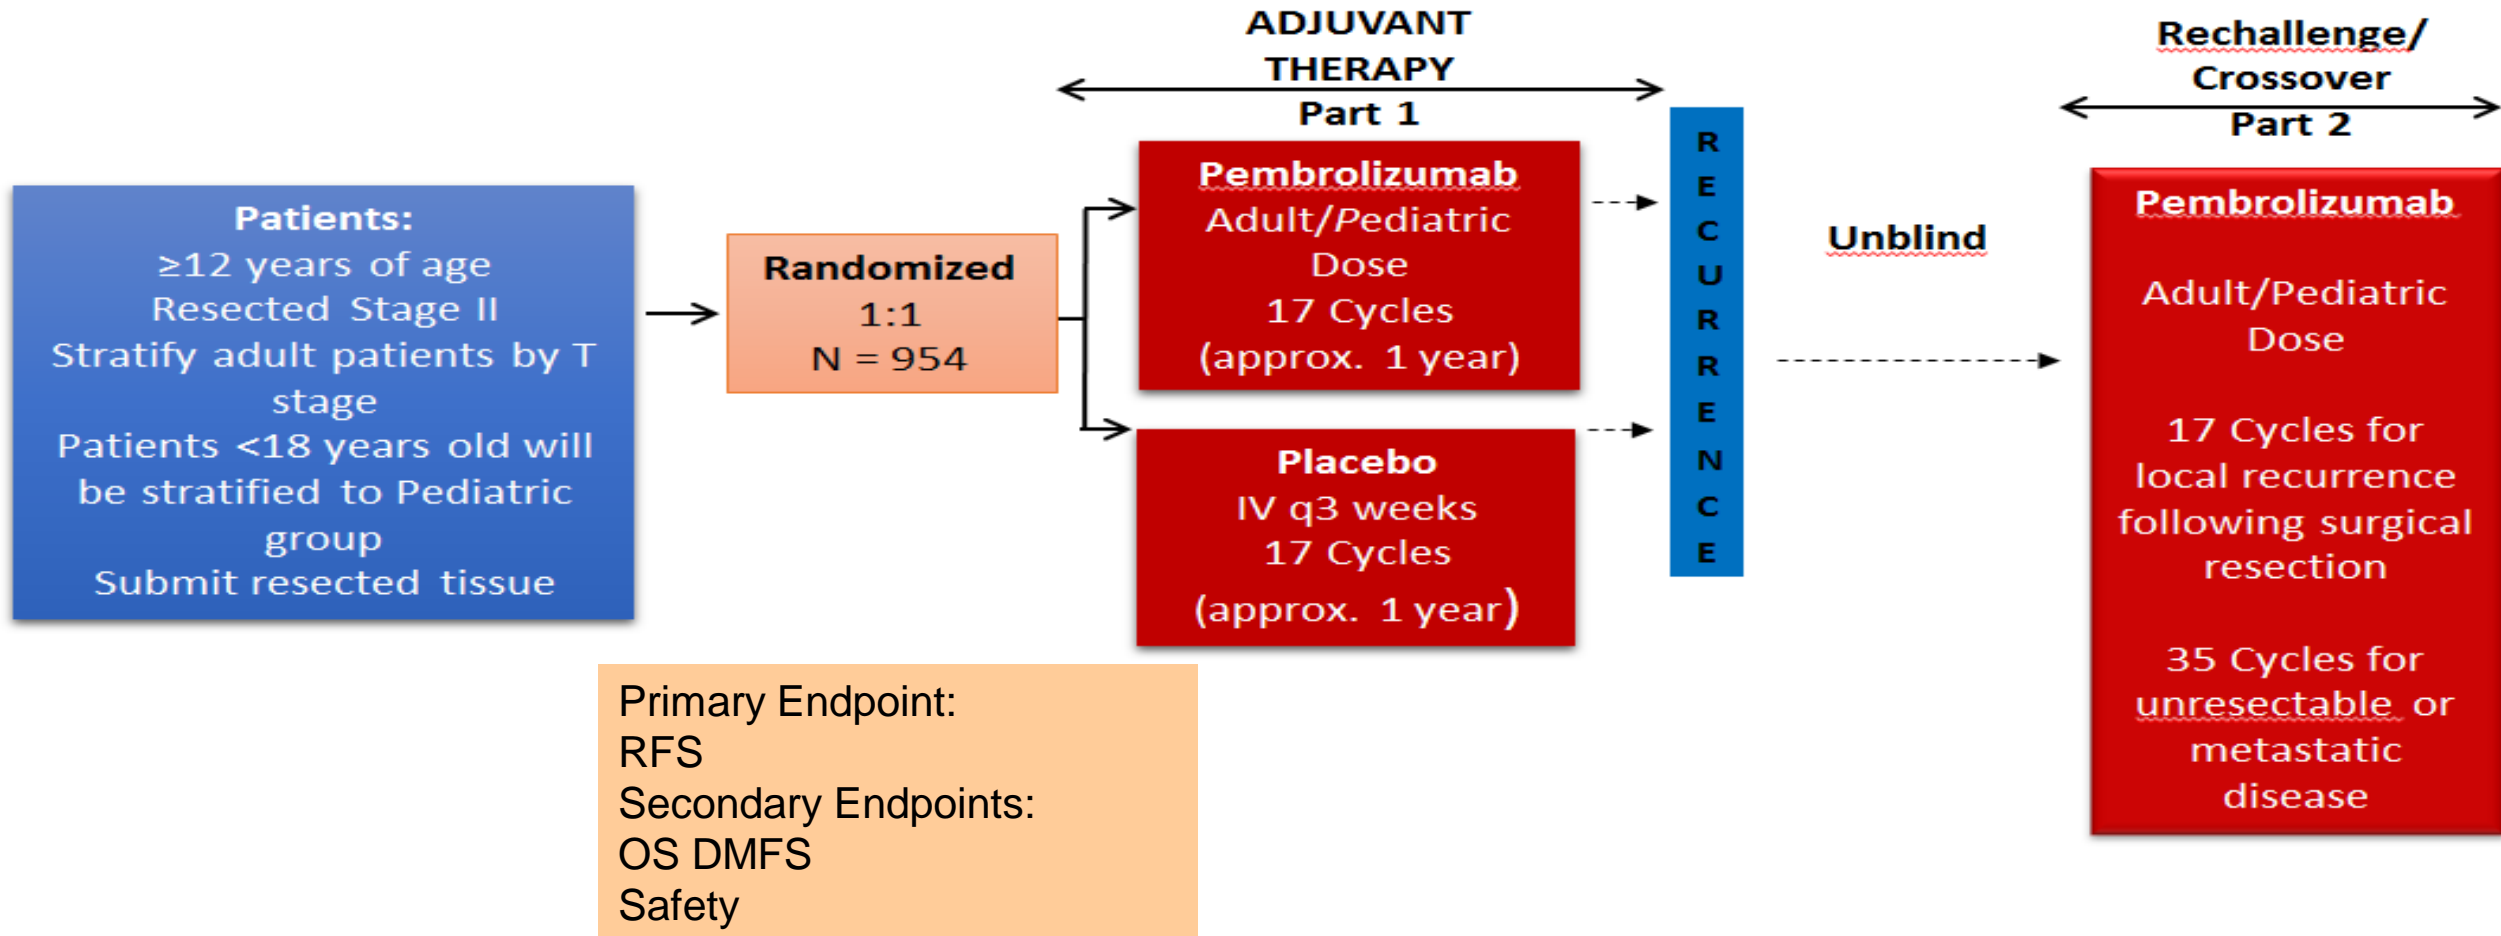 Patients:
≥12 years of age
Resected Stage II
Stratify adult patients by T
stage
Patients <18 years old will
be stratified to Pediatric
group
Submit resected tissue
Randomized
1:1
N = 954
ADJUVANT
THERAPY
Part 1
Pembrolizumab
Adult/Pediatric
Dose
17 Cycles
(approx. 1 year)
Placebo
IV q3 weeks
17 Cycles
(approx. 1 year)
R
E
C
U
R
R
E
N
C
E
Unblind
Rechallenge/
Crossover
Part 2
Pembrolizumab
Adult/Pediatric
Dose
17 Cycles for
local recurrence
following surgical
resection
35 Cycles for
unresectable or
metastatic
disease
Primary Endpoint:
RFS
Secondary Endpoints:
OS DMFS
Safety